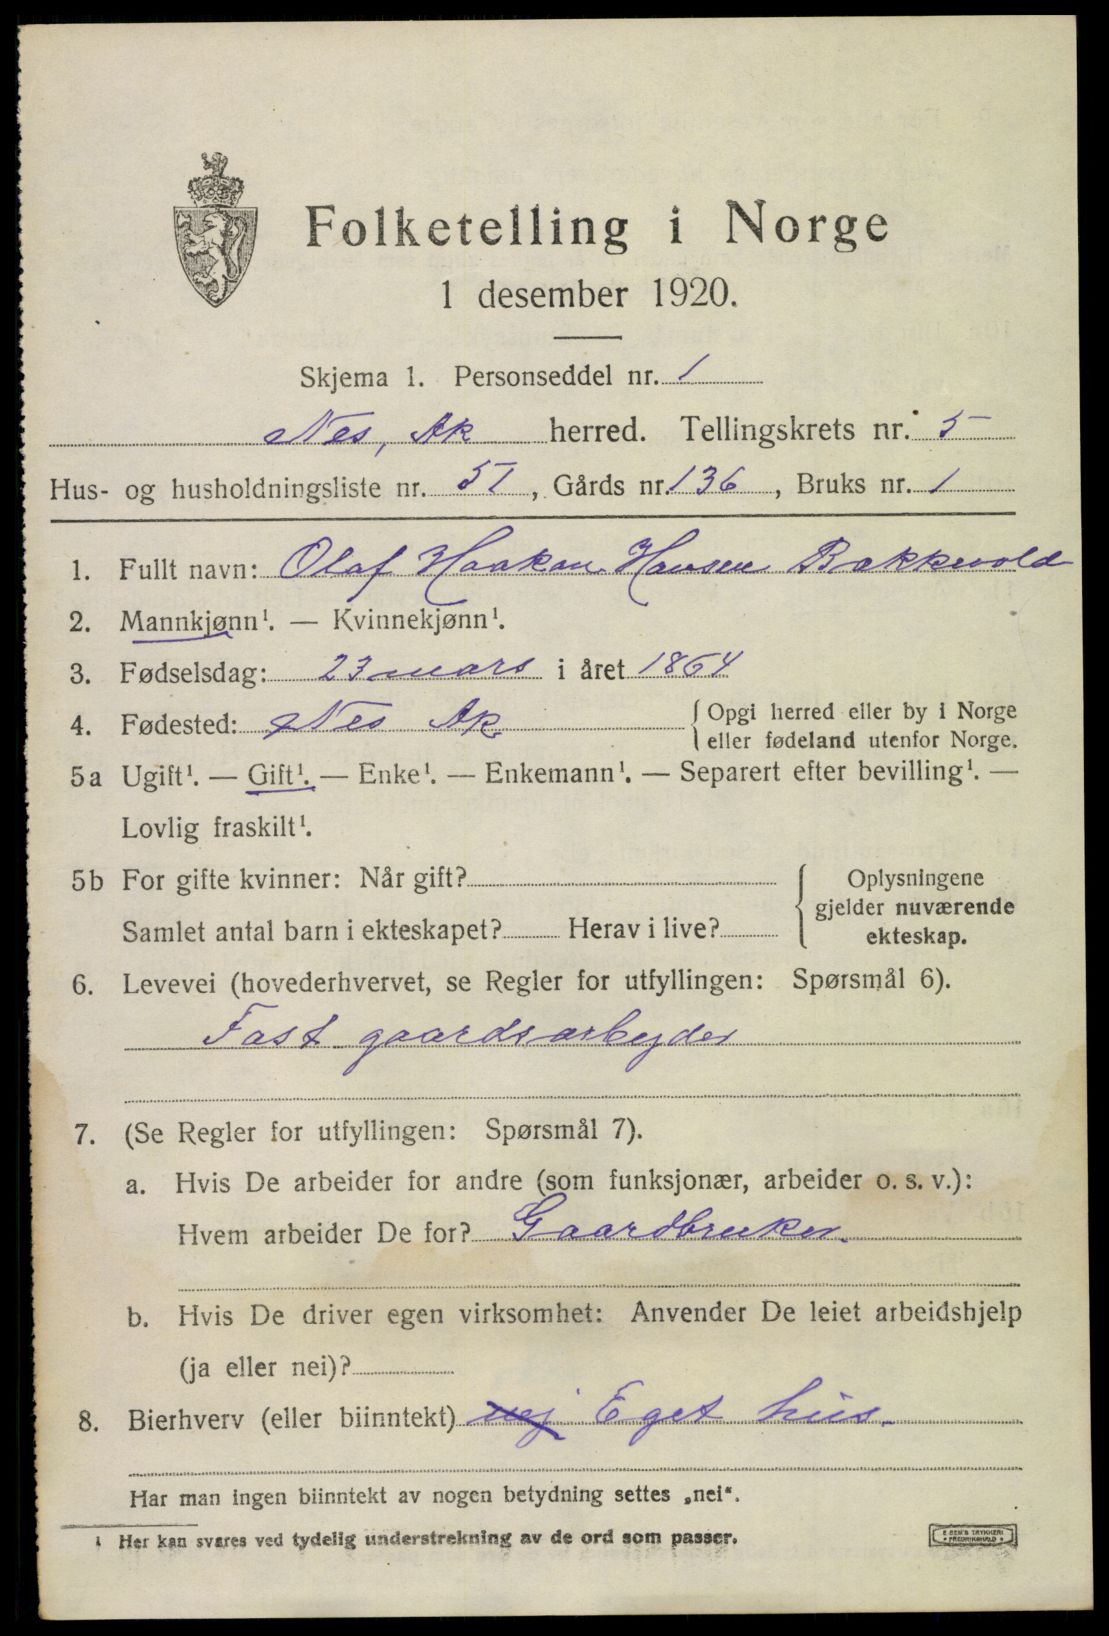 Folketelling i Norge
1 desember 1920.
Skjema 1. Personseddel nr. 1
Nes, Ak herred. Tellingskrets nr. 5
Hus- og husholdningsliste nr. 51, Gårds nr. 136, Bruks nr. 1
1. Fullt navn: Olaf Haakon Hansen Bakkevold
2. Mannkjønn¹. — Kvinnekjønn¹.
3. Fødselsdag: 23 mars i året 1864
4. Fødested: Nes Ak. { Opgi herred eller by i Norge
eller fødeland utenfor Norge.
5a Ugift¹. — Gift¹. — Enke¹. — Enkemann¹. — Separert efter bevilling¹. —
Lovlig fraskilt¹.
5b For gifte kvinner: Når gift?
Samlet antal barn i ekteskapet? Herav i live?
Oplysningene
gjelder nuværende
ekteskap.
6. Levevei (hovederhvervet, se Regler for utfyllingen: Spørsmål 6).
Fast gaardsarbeyder
7. (Se Regler for utfyllingen: Spørsmål 7).
a. Hvis De arbeider for andre (som funksjonær, arbeider o. s. v.):
Hvem arbeider De for? Gaardbruker.
b. Hvis De driver egen virksomhet: Anvender De leiet arbeidshjelp
(ja eller nei)?
8. Bierhverv (eller biinntekt) nej Eget hus.
Har man ingen biinntekt av nogen betydning settes „nei“.
¹ Her kan svares ved tydelig understrekning av de ord som passer.
E SEM'S TRYKKERI
FREDRIKSHALD